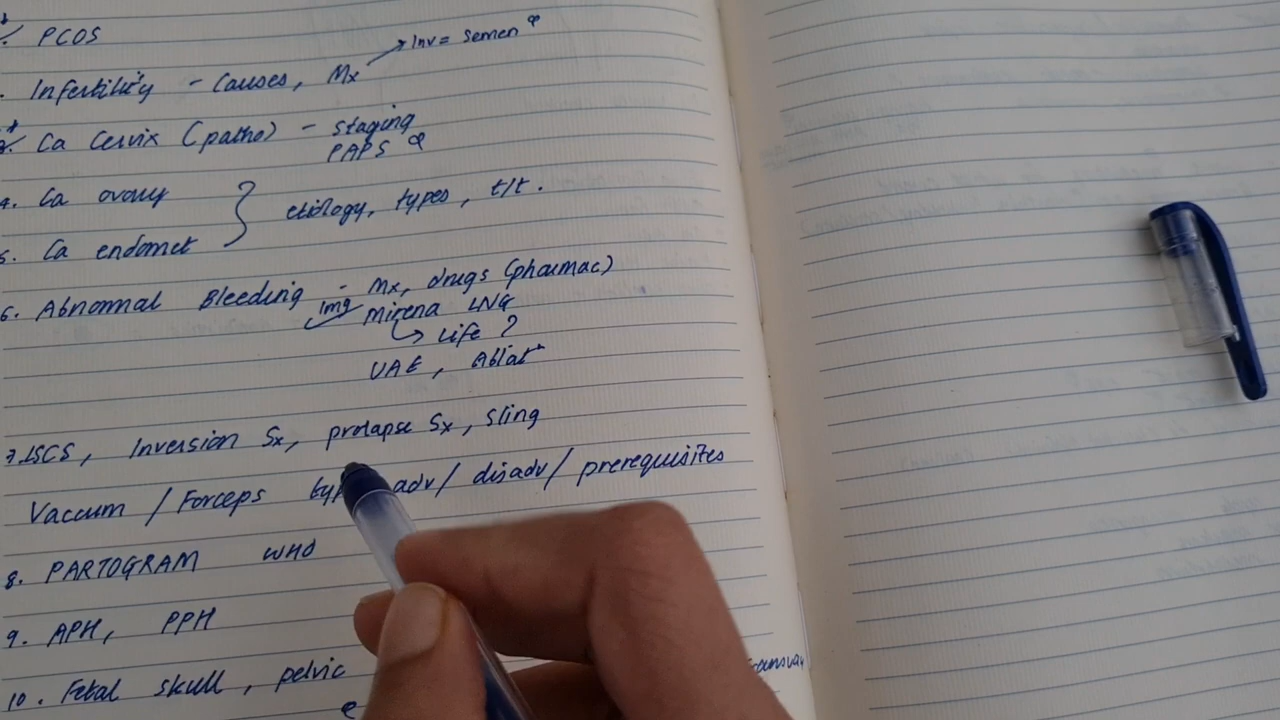 PCOS
Inv = Semen
Infertility - Causes, Mx
Ca Cervix (patho) - Staging
PAPS
4. Ca ovary
etiology, types, t/t.
5. Ca endomet
6. Abnormal Bleeding - Mx, drugs (pharmac)
img Mirena LNG
Life ?
UAE, Ablatn
7. LSCS, Inversion Sx, prolapse Sx, Sling
Vaccum / Forceps adv/ disadv/ prerequisites
8. PARTOGRAM WHO
9. APH, PPH
10. Fetal skull, pelvic